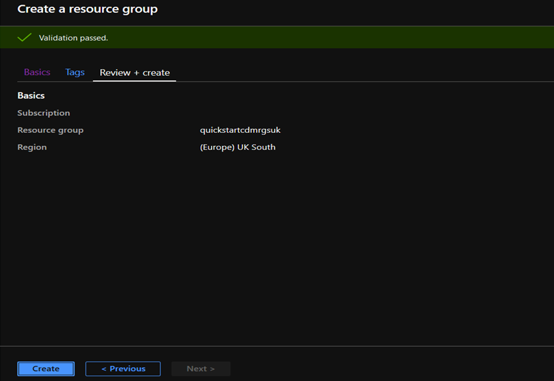 Create a resource group
Validation passed.
Basics Tags Review + create
Basics
Subscription
Resource group quickstartcdmrgsuk
Region (Europe) UK South
Create < Previous Next >